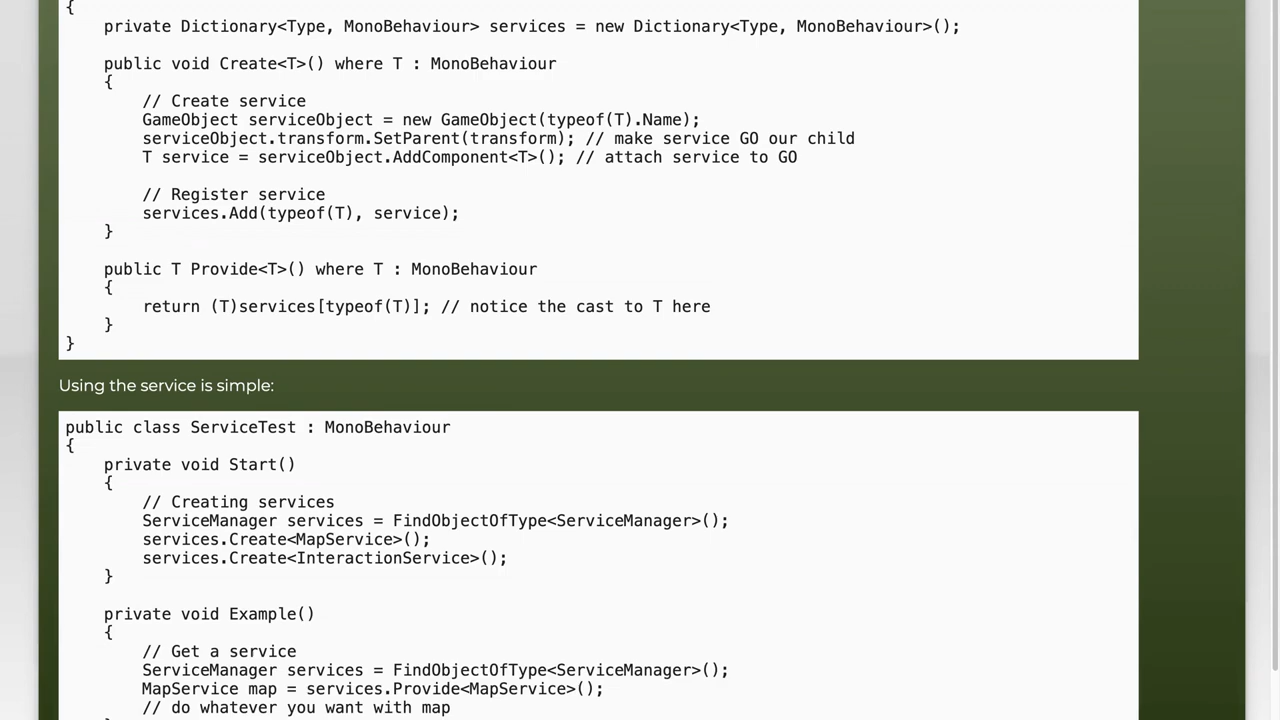 {
    private Dictionary<Type, MonoBehaviour> services = new Dictionary<Type, MonoBehaviour>();
    public void Create<T>() where T : MonoBehaviour
    {
        // Create service
        GameObject serviceObject = new GameObject(typeof(T).Name);
        serviceObject.transform.SetParent(transform); // make service GO our child
        T service = serviceObject.AddComponent<T>(); // attach service to GO
        // Register service
        services.Add(typeof(T), service);
    }
    public T Provide<T>() where T : MonoBehaviour
    {
        return (T)services[typeof(T)]; // notice the cast to T here
    }
}
Using the service is simple:
public class ServiceTest : MonoBehaviour
{
    private void Start()
    {
        // Creating services
        ServiceManager services = FindObjectOfType<ServiceManager>();
        services.Create<MapService>();
        services.Create<InteractionService>();
    }
    private void Example()
    {
        // Get a service
        ServiceManager services = FindObjectOfType<ServiceManager>();
        MapService map = services.Provide<MapService>();
        // do whatever you want with map